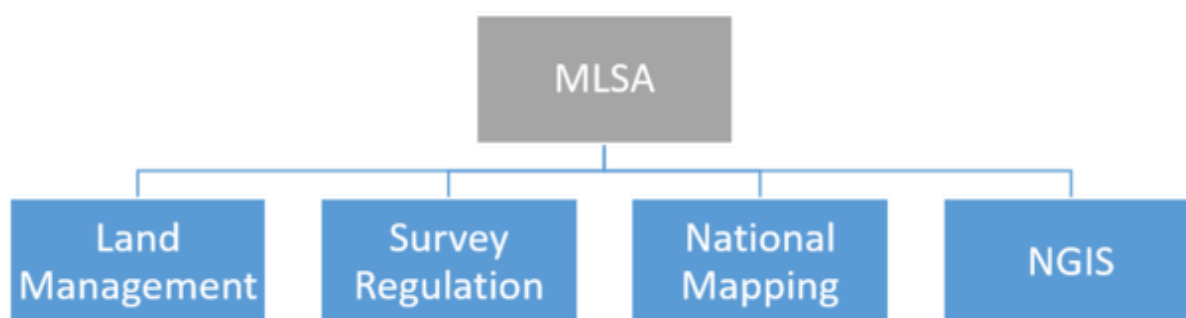 MLSA
Land
Management
Survey
Regulation
National
Mapping
NGIS